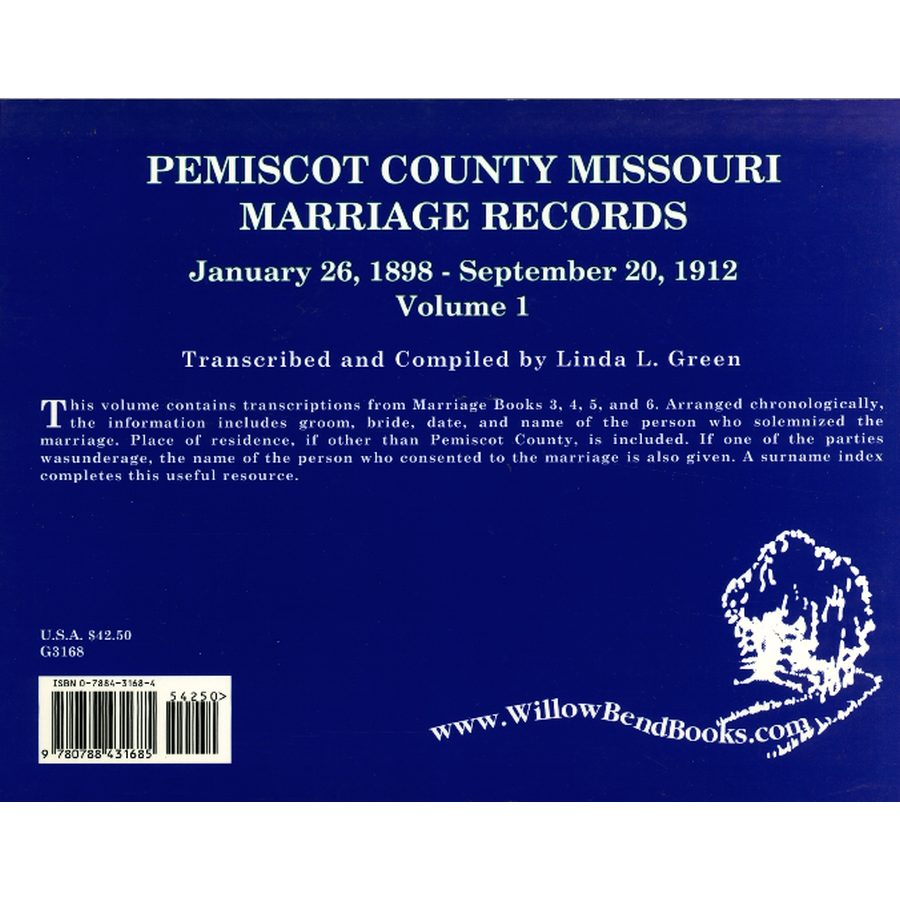 PEMISCOT COUNTY MISSOURI
MARRIAGE RECORDS
January 26, 1898 - September 20, 1912
Volume 1
Transcribed and Compiled by Linda L. Green
This volume contains transcriptions from Marriage Books 3, 4, 5, and 6. Arranged chronologically,
the information includes groom, bride, date, and name of the person who solemnized the
marriage. Place of residence, if other than Pemiscot County, is included. If one of the parties
wasunderage, the name of the person who consented to the marriage is also given. A surname index
completes this useful resource.
U.S.A. $42.50
G3168
ISBN 0-7884-3168-4
54250>
9 780788 431685
www.WillowBendBooks.com